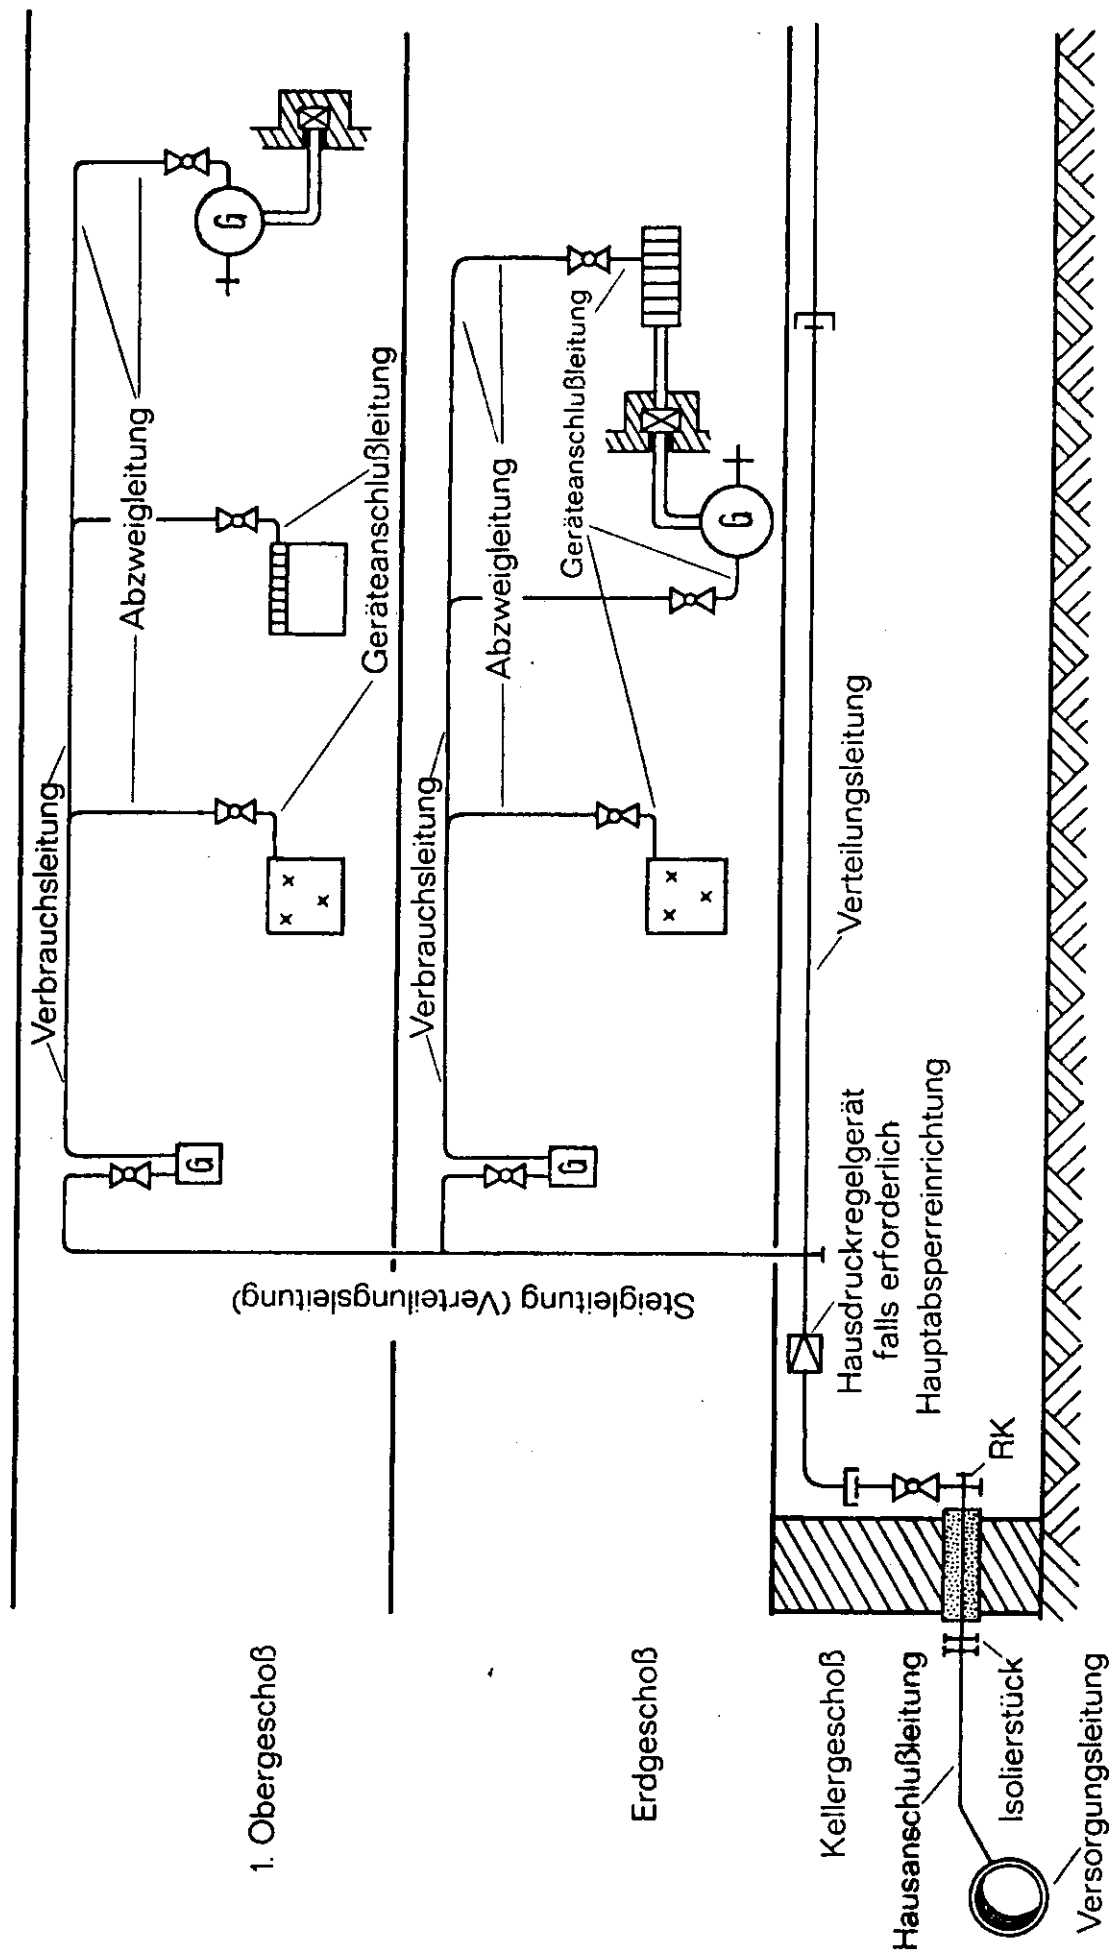 1. Obergeschoß
Verbrauchsleitung
Abzweigleitung
Geräteanschlußleitung
G
G
Erdgeschoß
Verbrauchsleitung
Abzweigleitung
Geräteanschlußleitung
G
G
Steigleitung (Verteilungsleitung)
Kellergeschoß
Verteilungsleitung
Hausdruckregelgerät
falls erforderlich
Hauptabsperreinrichtung
RK
Hausanschlußleitung
Isolierstück
Versorgungsleitung